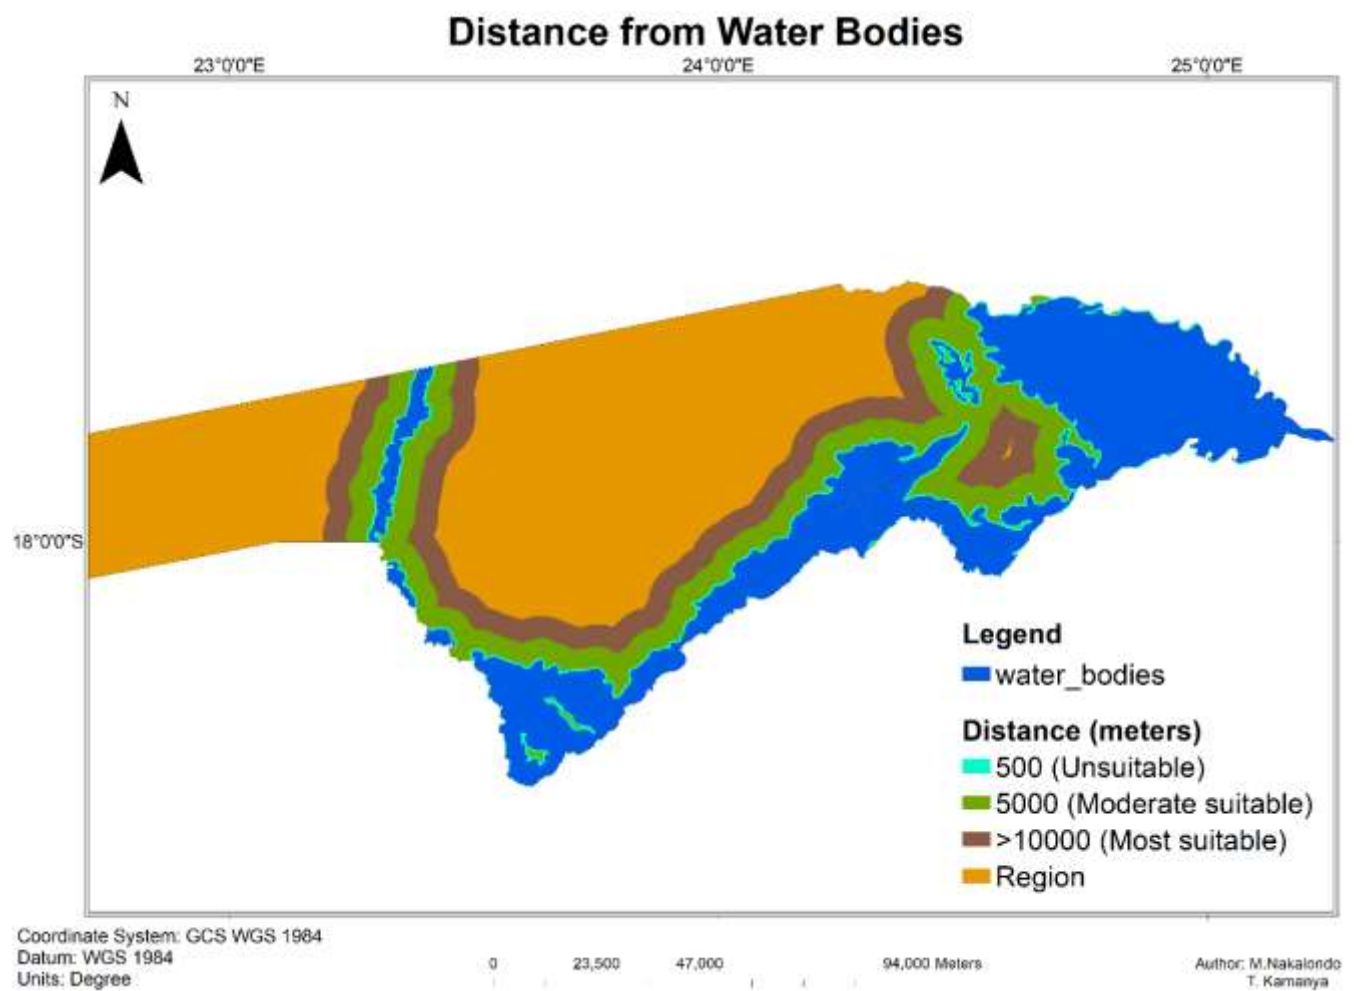 Distance from Water Bodies
23°0'0"E 24°0'0"E 25°0'0"E
N
18°0'0"S
Legend
water_bodies
Distance (meters)
500 (Unsuitable)
5000 (Moderate suitable)
>10000 (Most suitable)
Region
Coordinate System: GCS WGS 1984
Datum: WGS 1984
Units: Degree
0 23,500 47,000 94,000 Meters
Author: M.Nakalondo
T. Kamanya